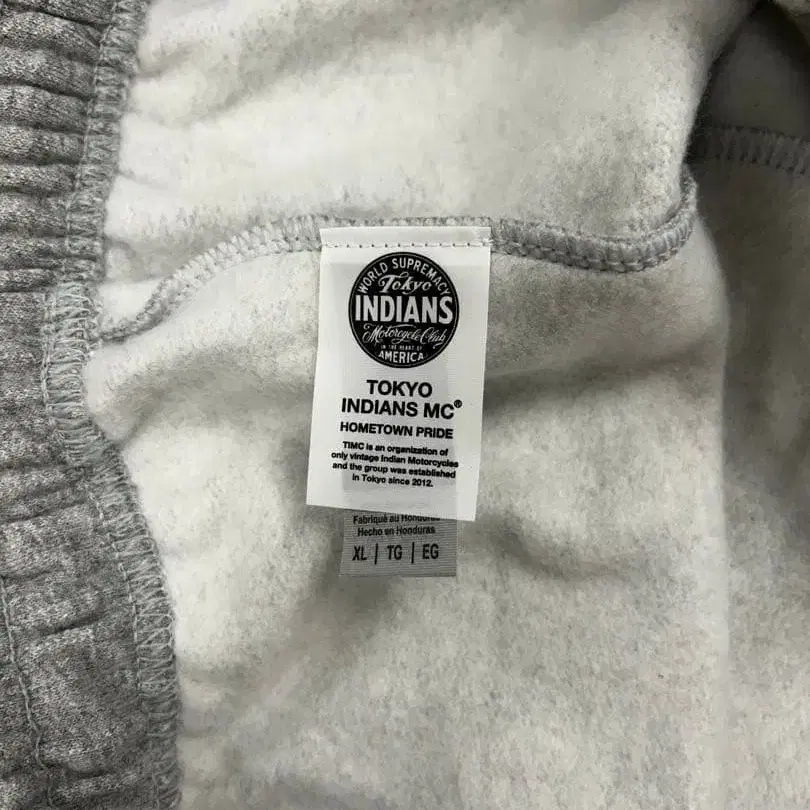 WORLD SUPREMACY
Tokyo
INDIANS
Motorcycle Club
IN THE HEART OF
AMERICA
TOKYO
INDIANS MC®
HOMETOWN PRIDE
TIMC is an organization of
only vintage Indian Motorcycles
and the group was established
in Tokyo since 2012.
Fabriqué au Honduras
Hecho en Honduras
XL | TG | EG